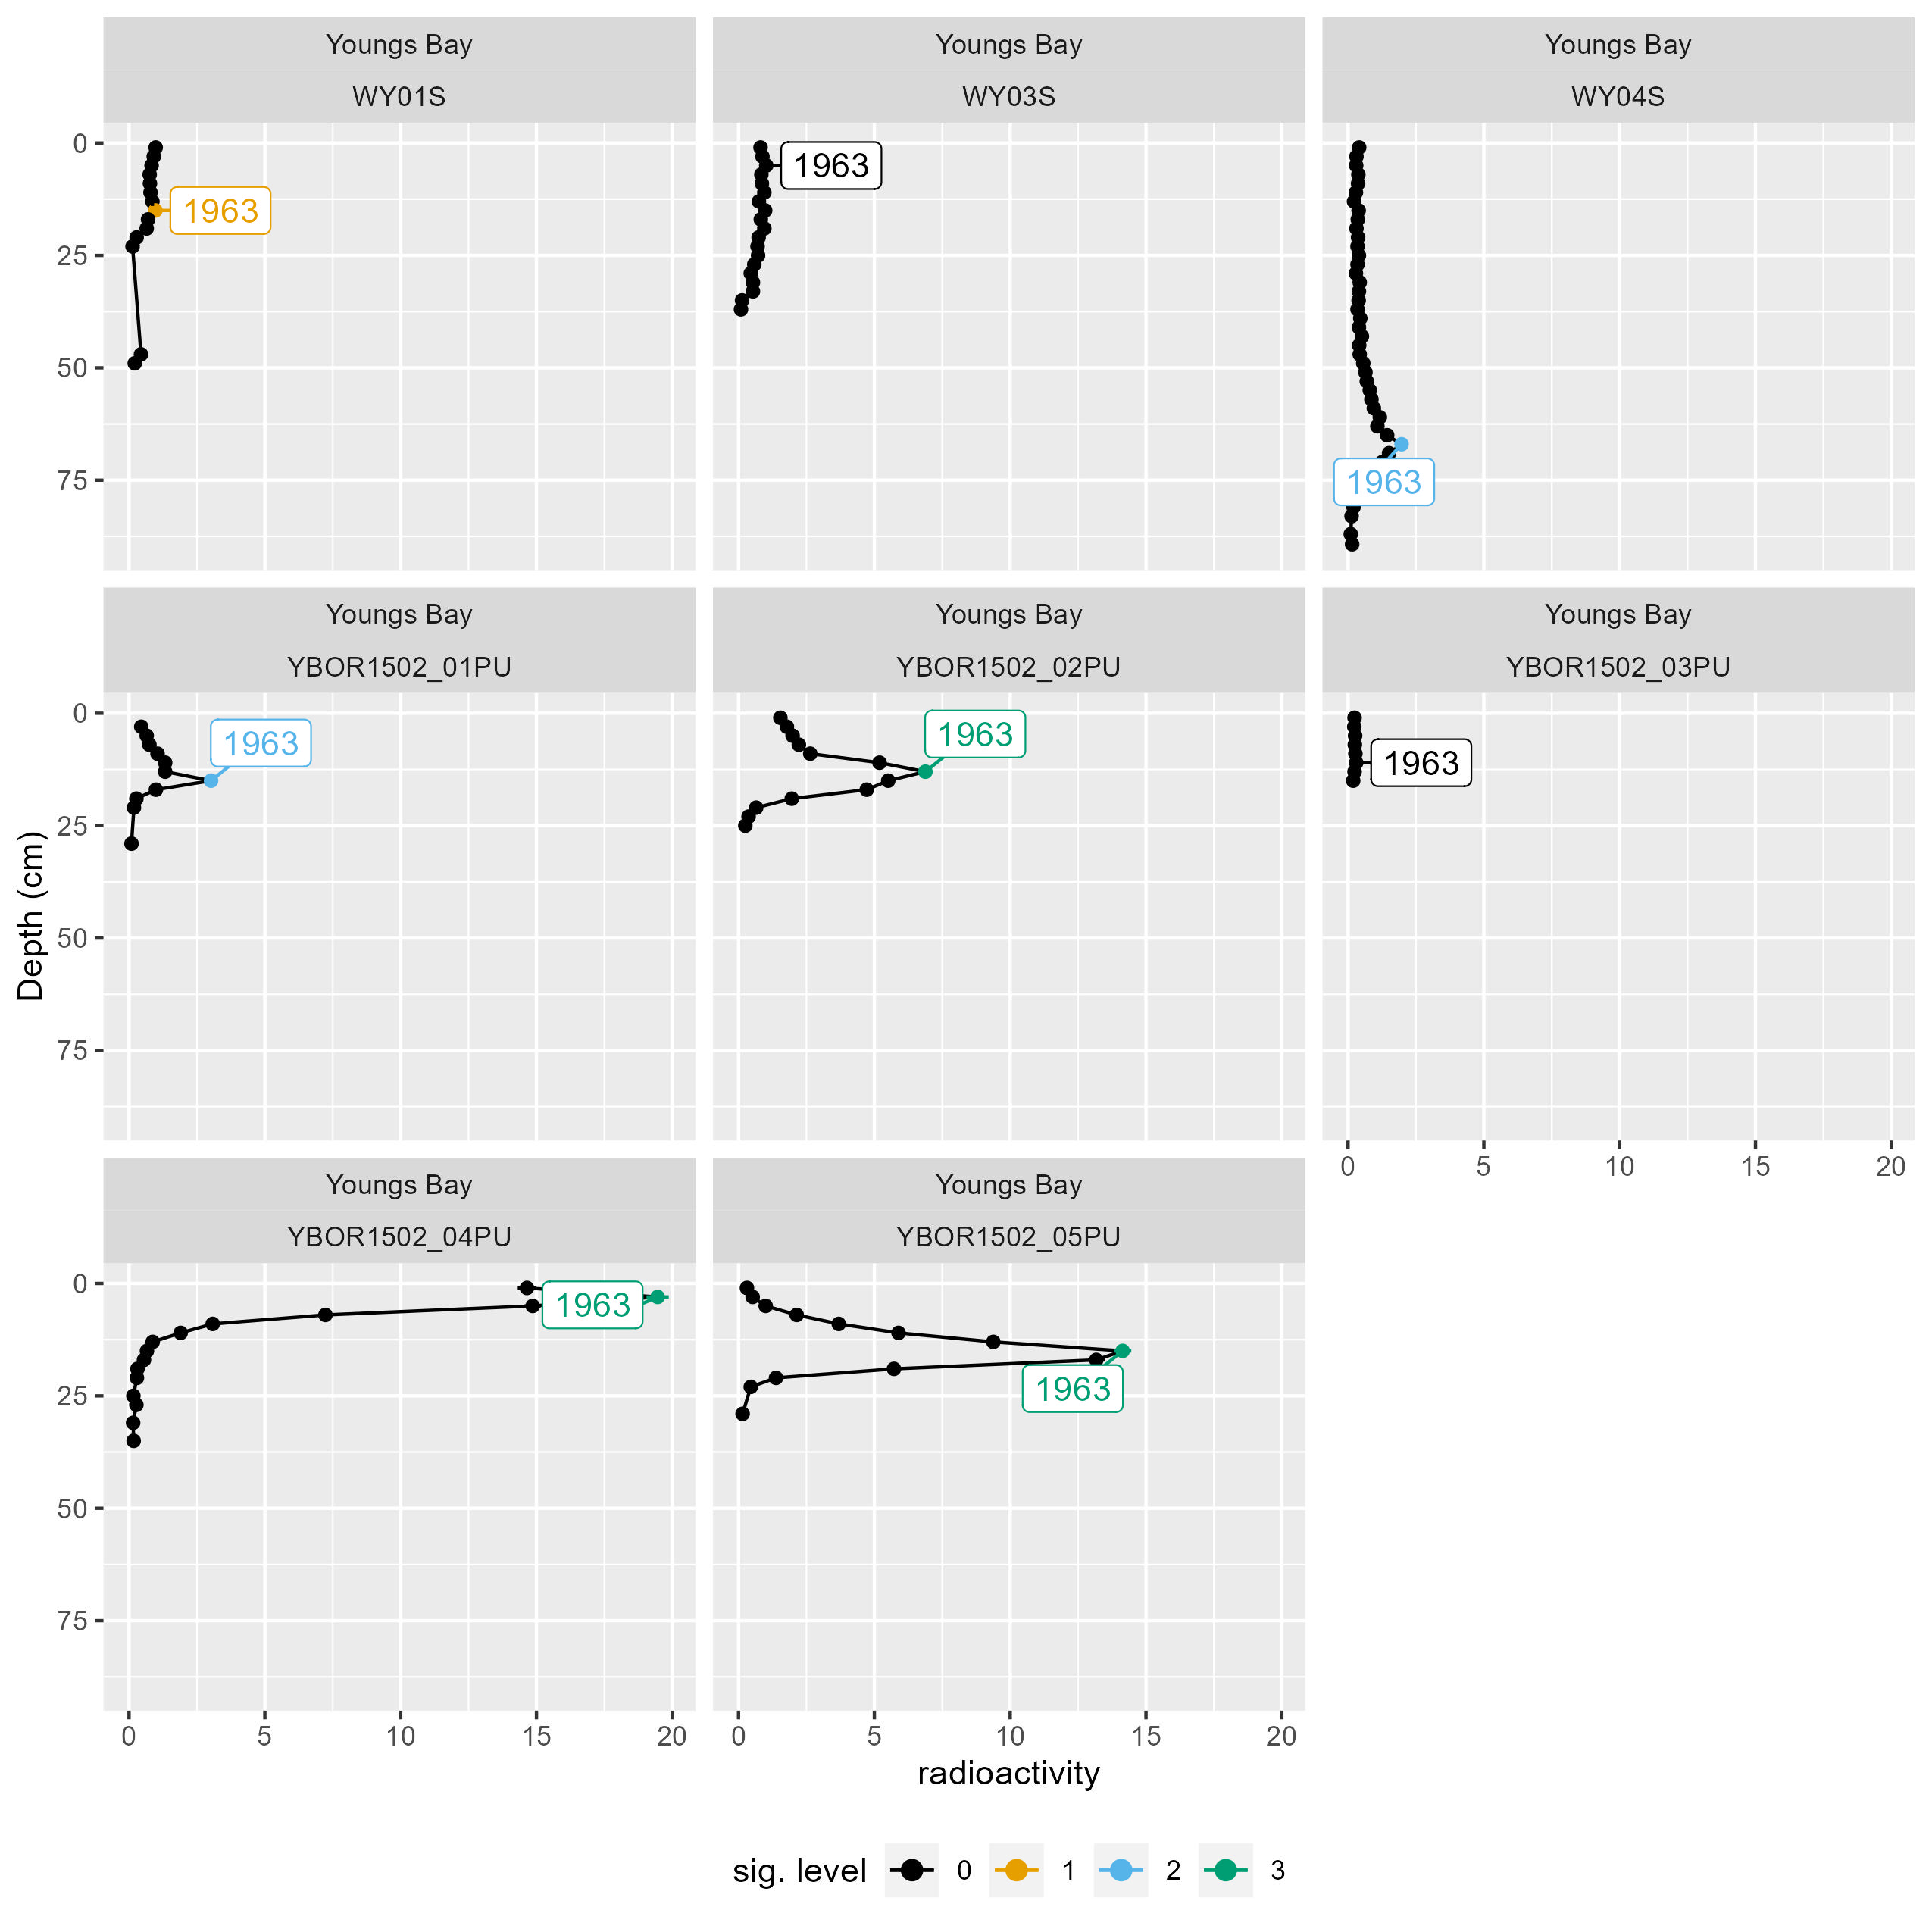 Youngs Bay
WY01S
Youngs Bay
WY03S
Youngs Bay
WY04S
0
25
50
75
1963
1963
1963
Youngs Bay
YBOR1502_01PU
Youngs Bay
YBOR1502_02PU
Youngs Bay
YBOR1502_03PU
0
25
50
75
1963
1963
1963
0 5 10 15 20
Depth (cm)
Youngs Bay
YBOR1502_04PU
Youngs Bay
YBOR1502_05PU
0
25
50
75
1963
1963
0 5 10 15 20
0 5 10 15 20
radioactivity
sig. level 0 1 2 3